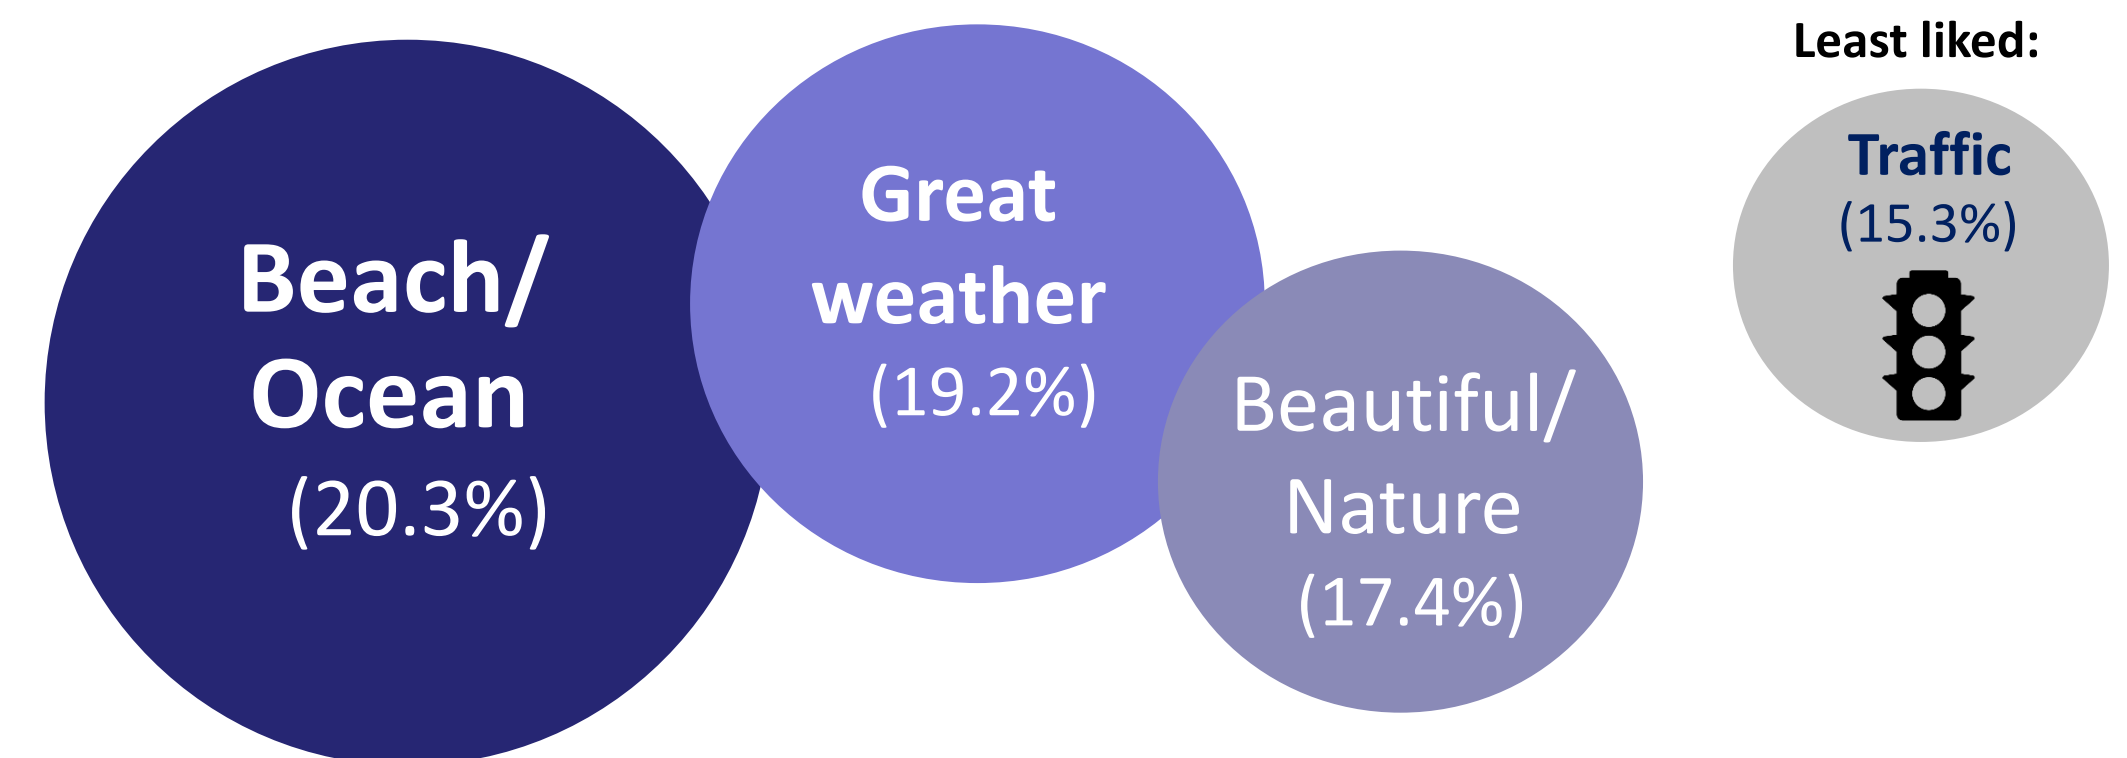 Beach/
Ocean
(20.3%)
Great
weather
(19.2%)
Beautiful/
Nature
(17.4%)
Least liked:
Traffic
(15.3%)